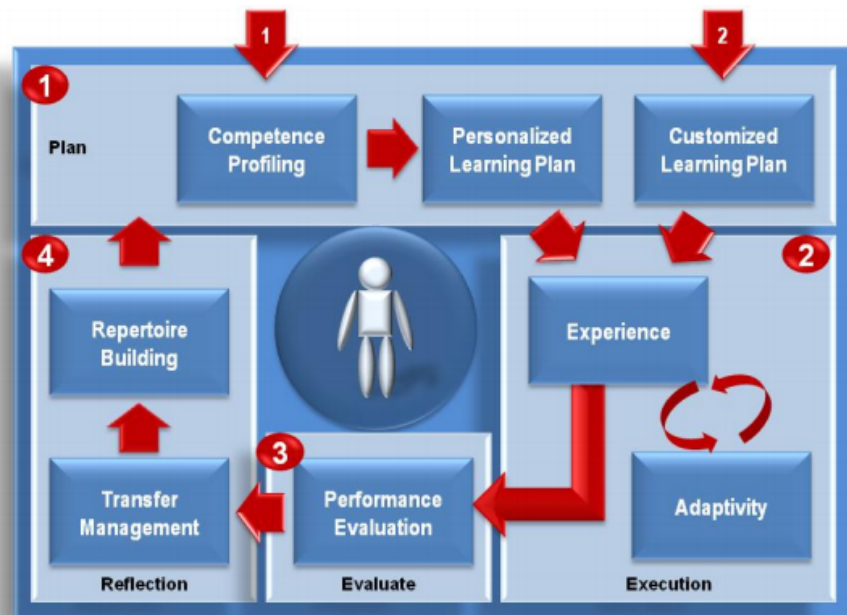 1
2
1
Plan
Competence
Profiling
Personalized
Learning Plan
Customized
Learning Plan
4
Repertoire
Building
2
Experience
Transfer
Management
Reflection
3
Performance
Evaluation
Evaluate
Adaptivity
Execution